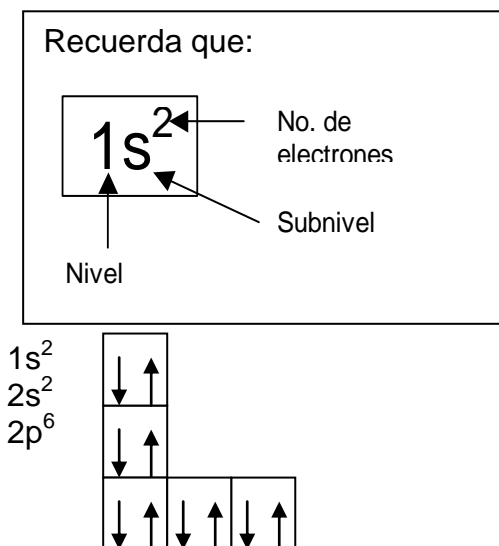 Recuerda que:
1s²
No. de
electrones
Subnivel
Nivel
1s²
2s²
2p⁶